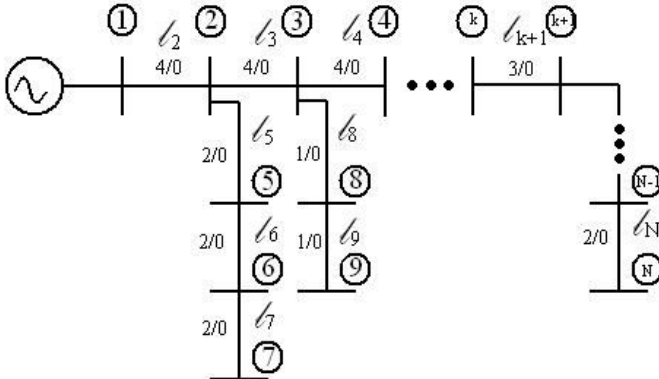 1 ℓ2 2 ℓ3 3 ℓ4 4 k ℓk+1 k+1
4/0 4/0 4/0 3/0
2/0 ℓ5 1/0 ℓ8
5 8 N-1
2/0 ℓ6 1/0 ℓ9 2/0 ℓN
6 9 N
2/0 ℓ7
7